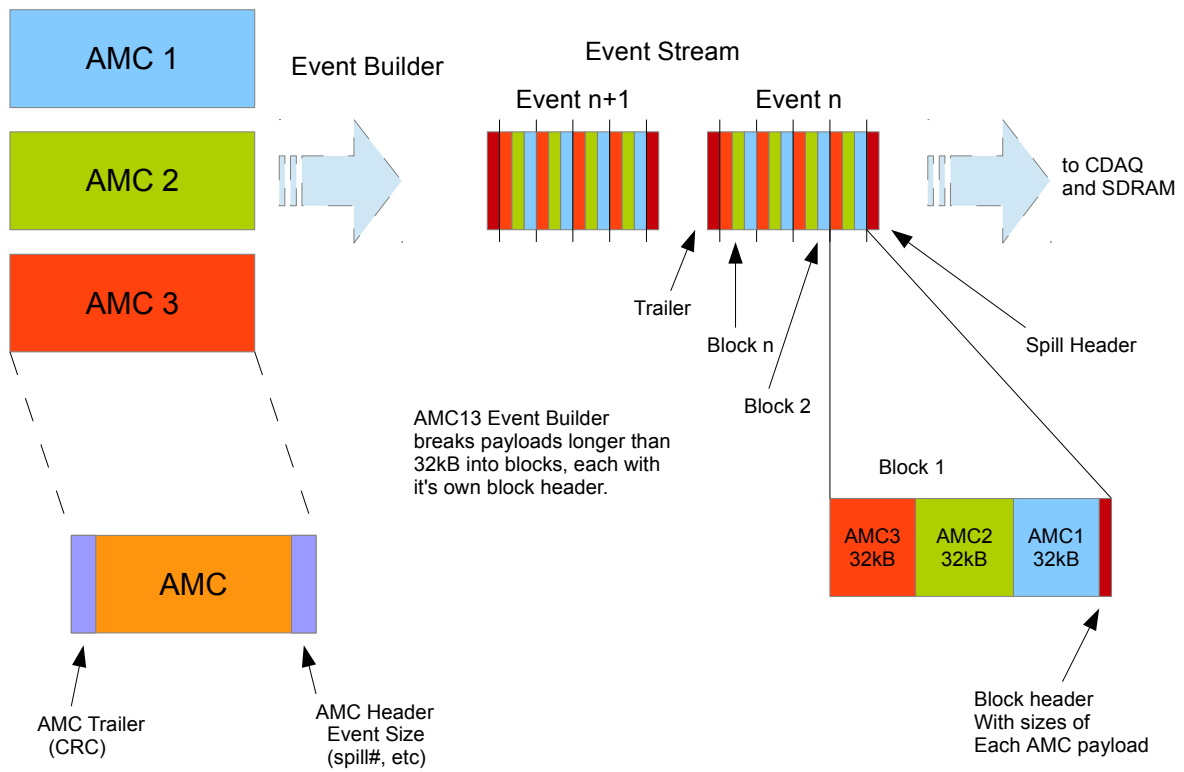 AMC 1
AMC 2
AMC 3
Event Builder
Event Stream
Event n+1
Event n
to CDAQ
and SDRAM
Trailer
Block n
Block 2
Spill Header
AMC13 Event Builder
breaks payloads longer than
32kB into blocks, each with
it's own block header.
Block 1
AMC3
32kB
AMC2
32kB
AMC1
32kB
AMC
AMC Trailer
(CRC)
AMC Header
Event Size
(spill#, etc)
Block header
With sizes of
Each AMC payload